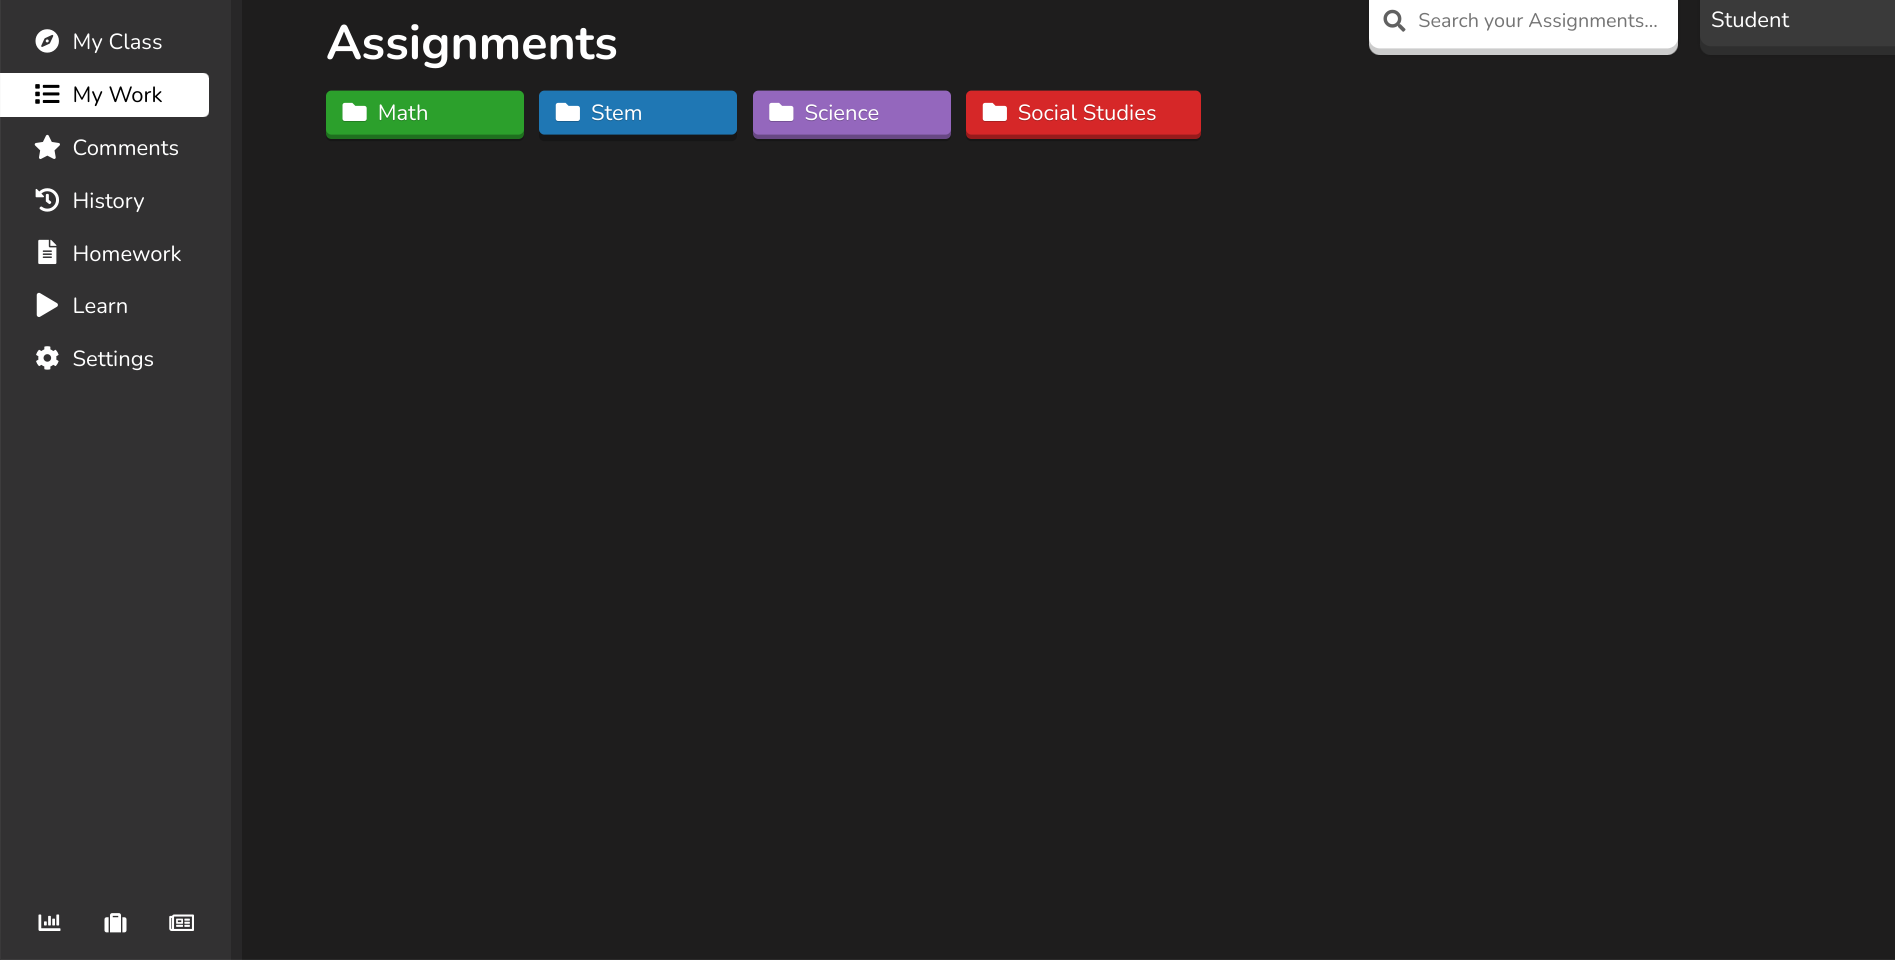 My Class
My Work
Comments
History
Homework
Learn
Settings
Assignments
Search your Assignments...
Student
Math
Stem
Science
Social Studies